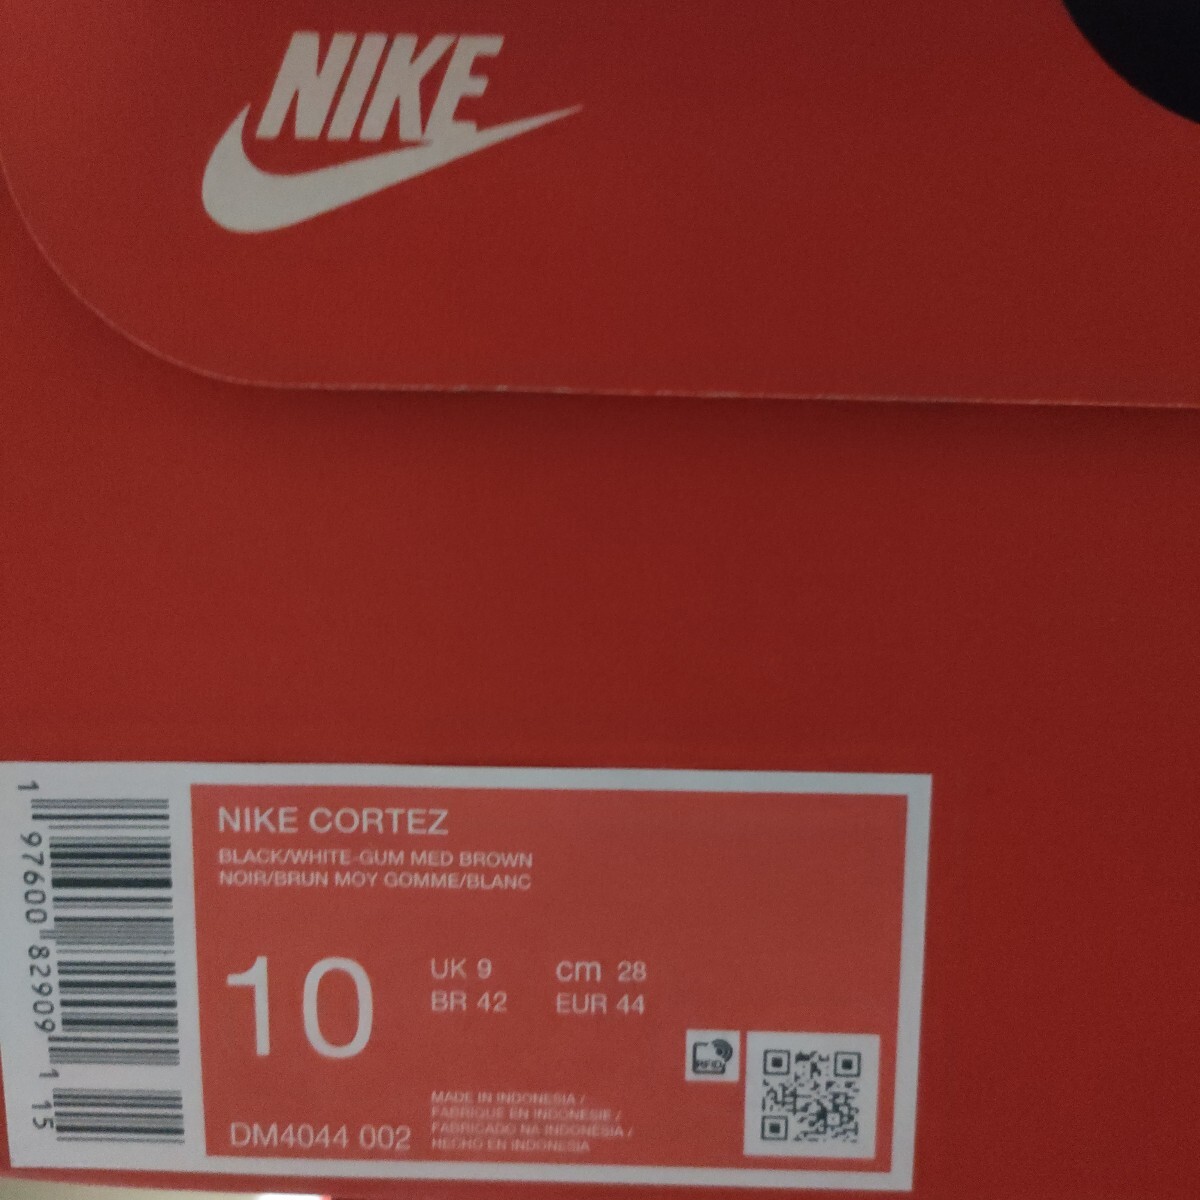 NIKE
NIKE CORTEZ
BLACK/WHITE-GUM MED BROWN
NOIR/BRUN MOY GOMME/BLANC
10
UK 9 cm 28
BR 42 EUR 44
RFID
DM4044 002
MADE IN INDONESIA /
FABRIQUE EN INDONESIE /
FABRICADO NA INDONESIA /
HECHO EN INDONESIA
1 97600 82909 1 15